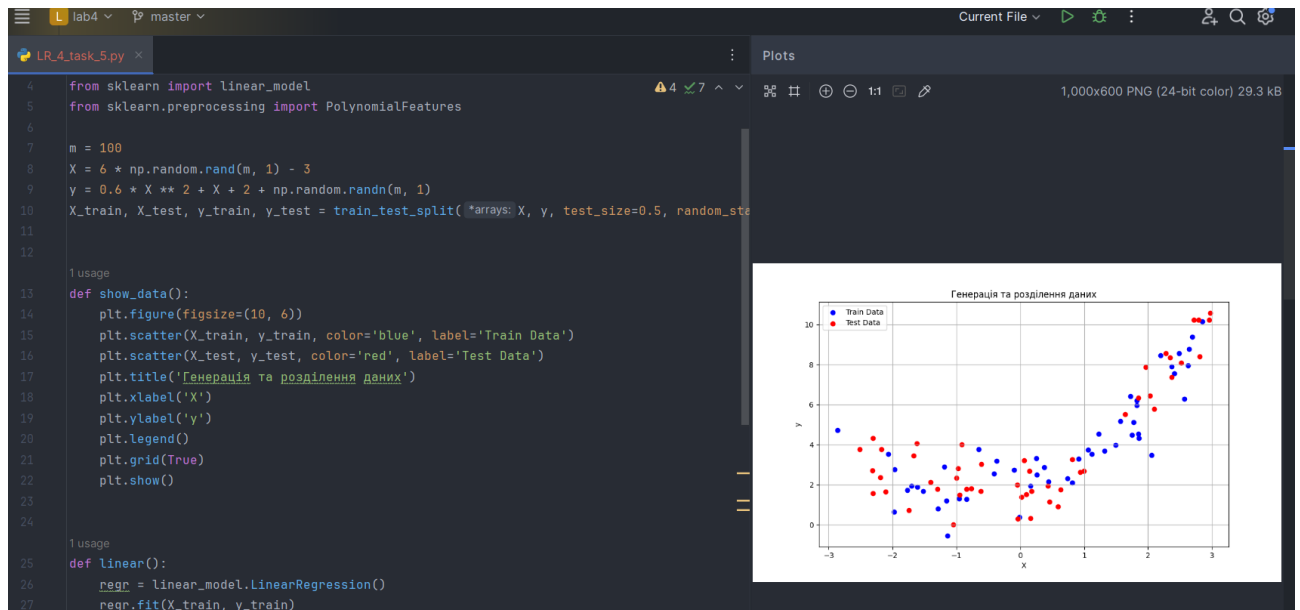 L lab4 master Current File
LR_4_task_5.py × Plots
4 from sklearn import linear_model 4 7
1:1 1,000x600 PNG (24-bit color) 29.3 kB
5 from sklearn.preprocessing import PolynomialFeatures
6
7 m = 100
8 X = 6 * np.random.rand(m, 1) - 3
9 y = 0.6 * X ** 2 + X + 2 + np.random.randn(m, 1)
10 X_train, X_test, y_train, y_test = train_test_split( *arrays: X, y, test_size=0.5, random_sta
11
12
1 usage
13 def show_data():
14 plt.figure(figsize=(10, 6))
15 plt.scatter(X_train, y_train, color='blue', label='Train Data')
16 plt.scatter(X_test, y_test, color='red', label='Test Data')
17 plt.title('Генерація та розділення даних')
18 plt.xlabel('X')
19 plt.ylabel('y')
20 plt.legend()
21 plt.grid(True)
22 plt.show()
23
24
1 usage
25 def linear():
26 regr = linear_model.LinearRegression()
27 regr.fit(X_train, y_train)
Генерація та розділення даних
Train Data
Test Data
10
8
6
4
2
0
y
−3 −2 −1 0 1 2 3
X